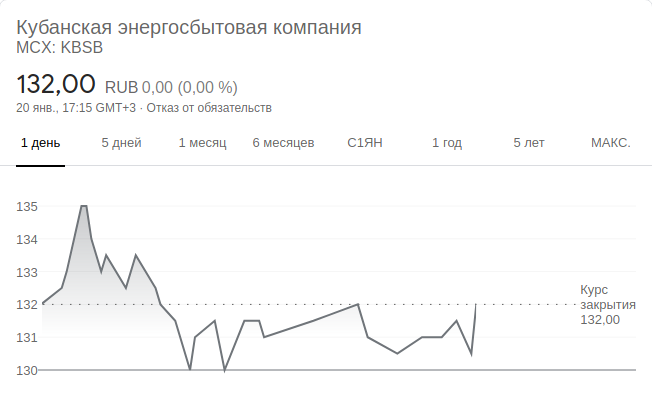 Кубанская энергосбытовая компания
MCX: KBSB
132,00 RUB 0,00 (0,00 %)
20 янв., 17:15 GMT+3 · Отказ от обязательств
1 день 5 дней 1 месяц 6 месяцев С1ЯН 1 год 5 лет МАКС.
135
134
133
132
131
130
Курс
закрытия
132,00